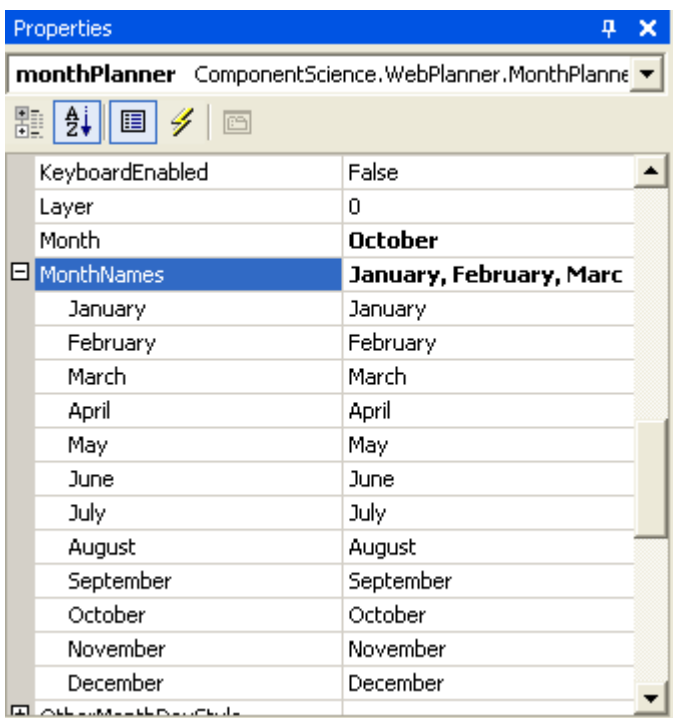 Properties
monthPlanner ComponentScience.WebPlanner.MonthPlanne
KeyboardEnabled False
Layer 0
Month October
MonthNames January, February, Marc
January January
February February
March March
April April
May May
June June
July July
August August
September September
October October
November November
December December